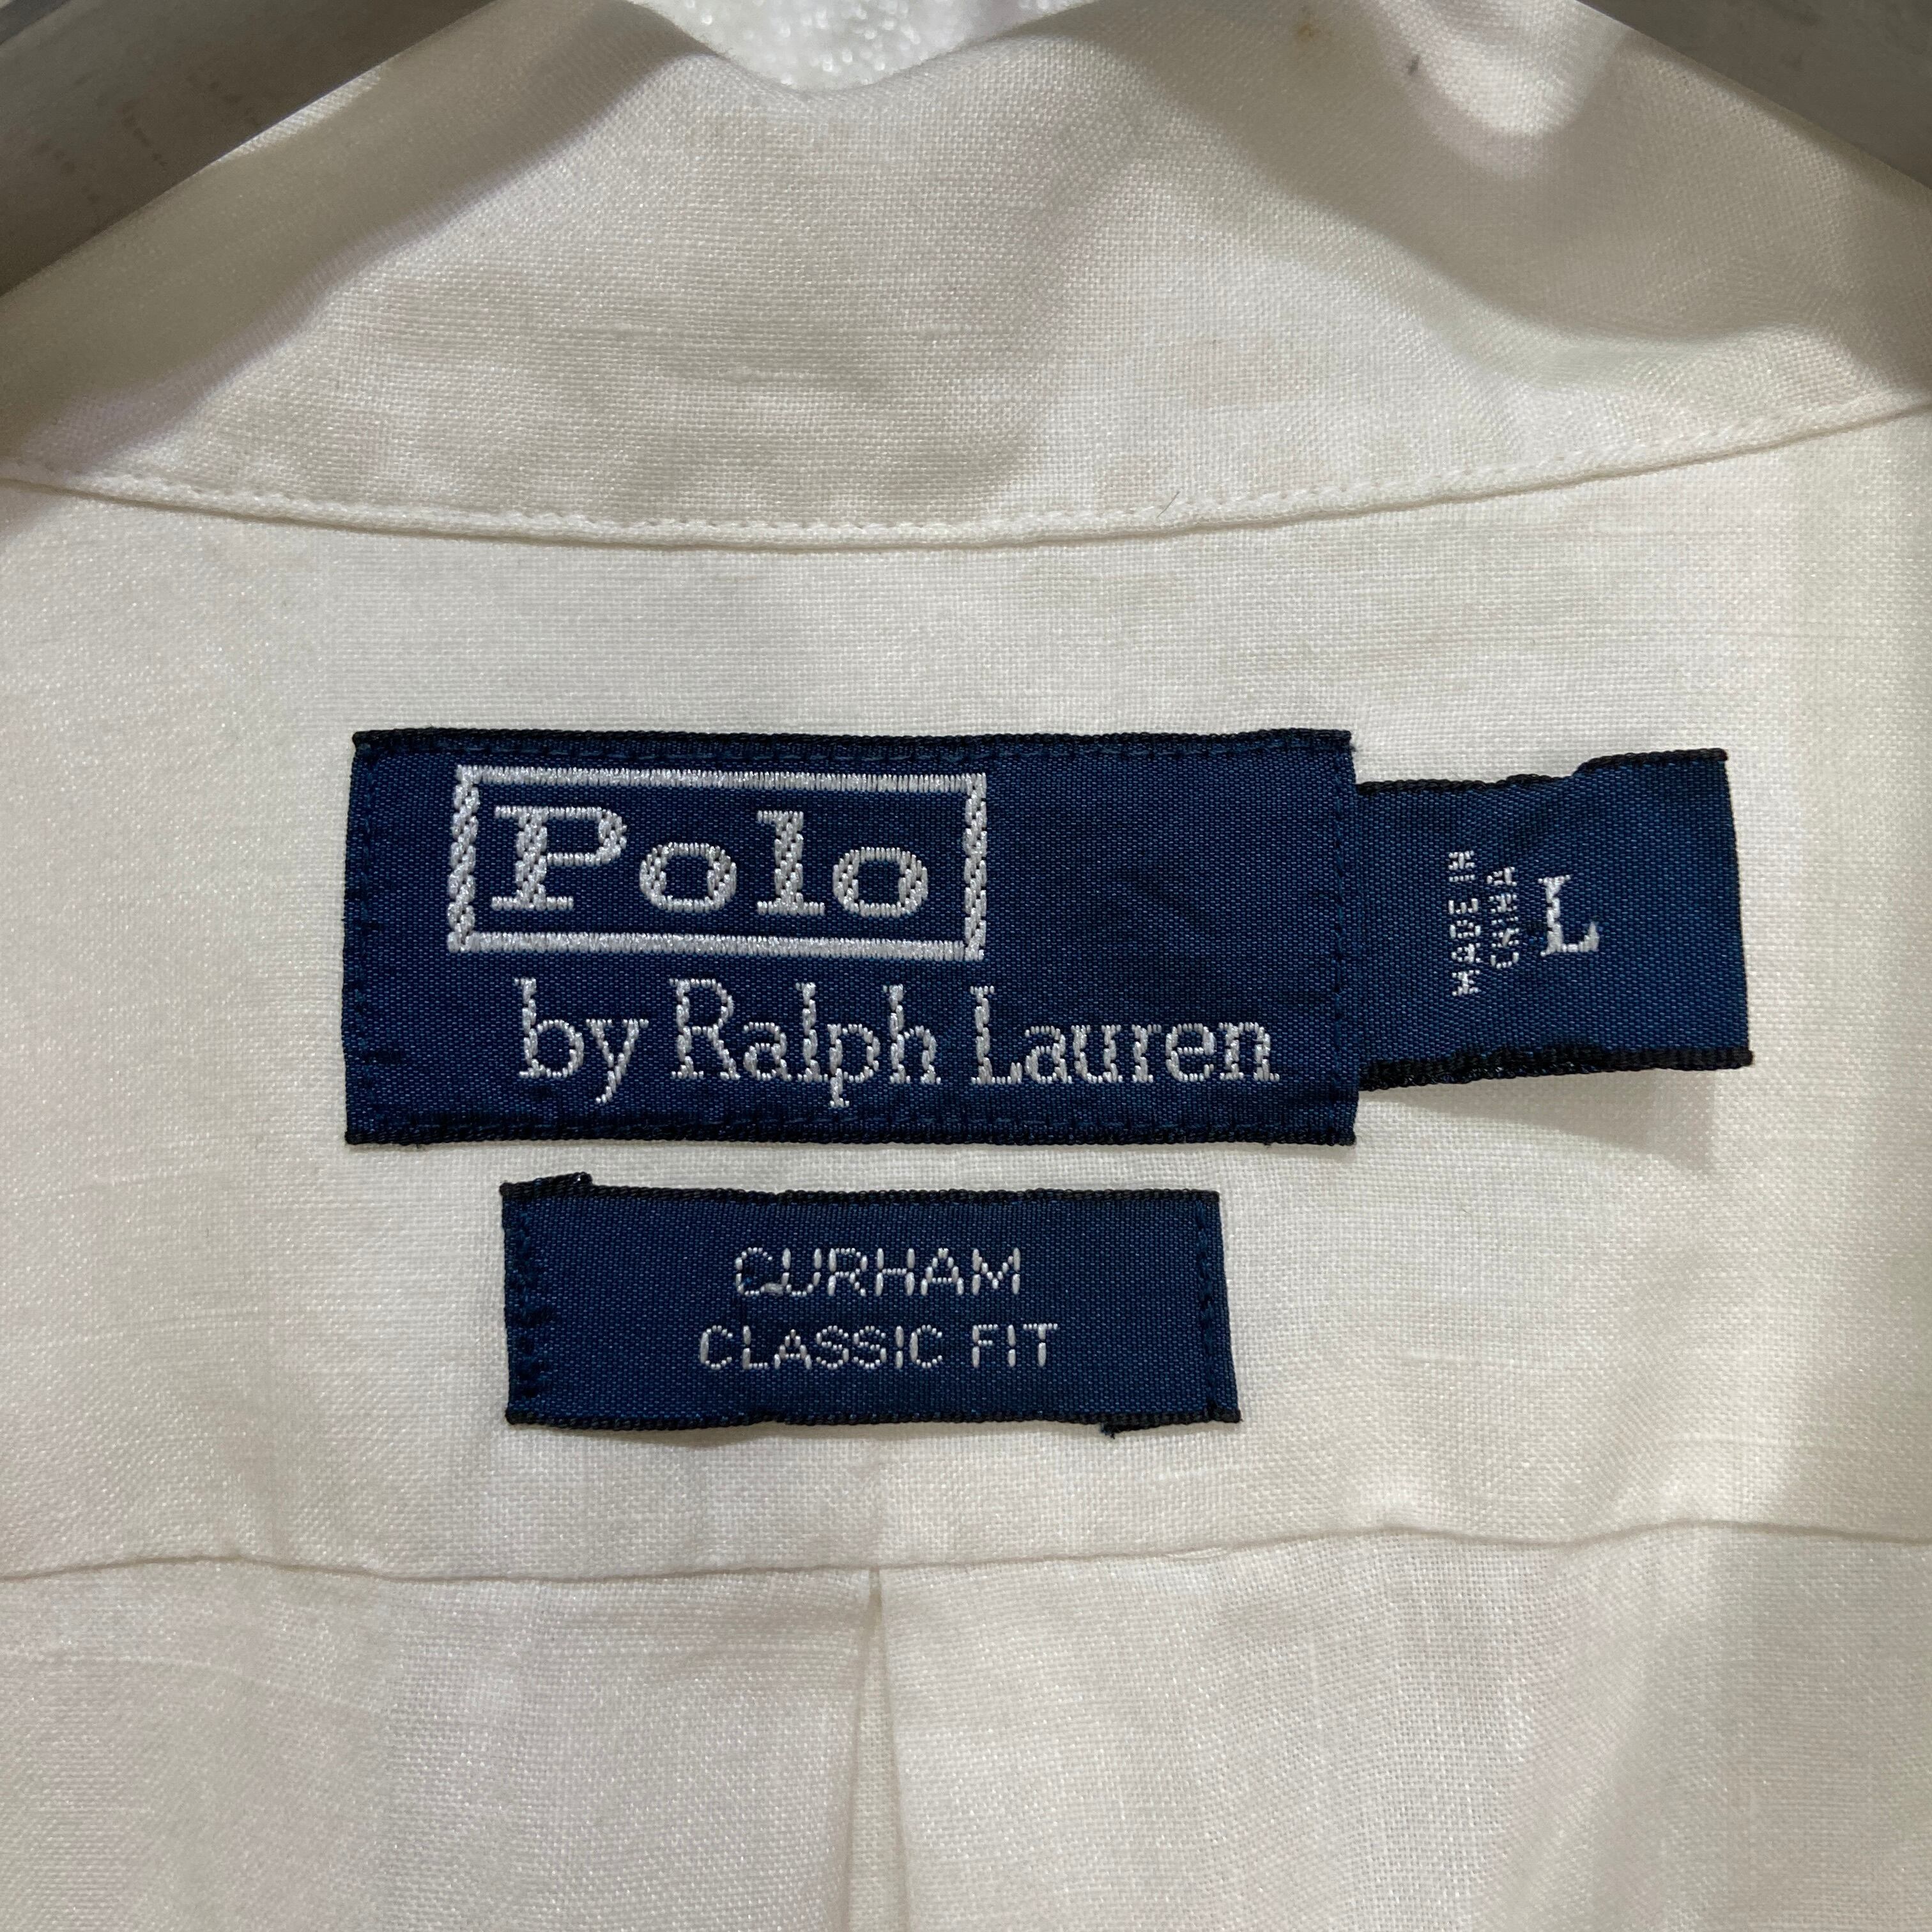 Polo
by Ralph Lauren
MADE IN
CHINA
L
CURHAM
CLASSIC FIT